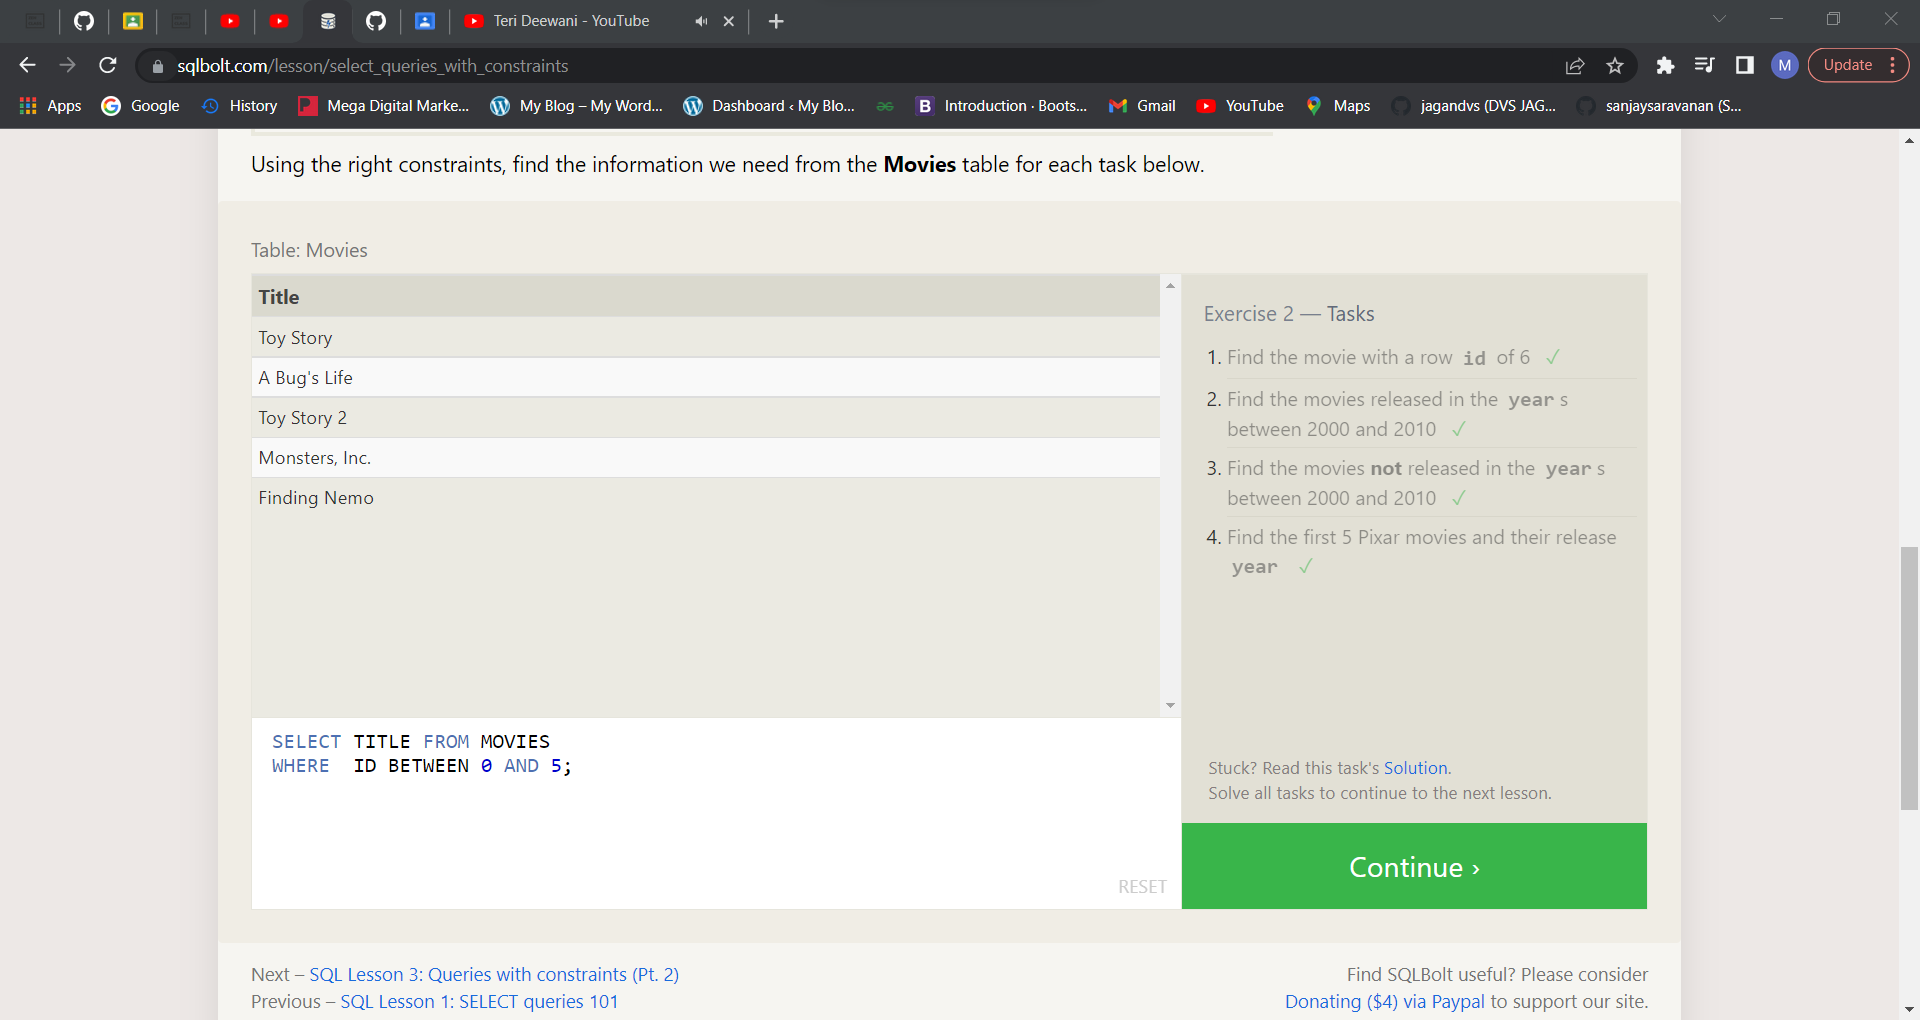 Teri Deewani - YouTube
sqlbolt.com/lesson/select_queries_with_constraints
M
Update
Apps
Google
History
Mega Digital Marke...
My Blog – My Word...
Dashboard ‹ My Blo...
B
Introduction · Boots...
Gmail
YouTube
Maps
jagandvs (DVS JAG...
sanjaysaravanan (S...
Using the right constraints, find the information we need from the Movies table for each task below.
Table: Movies
Title
Toy Story
A Bug's Life
Toy Story 2
Monsters, Inc.
Finding Nemo
Exercise 2 — Tasks
1. Find the movie with a row id of 6 ✓
2. Find the movies released in the year s
between 2000 and 2010 ✓
3. Find the movies not released in the year s
between 2000 and 2010 ✓
4. Find the first 5 Pixar movies and their release
year ✓
SELECT TITLE FROM MOVIES
WHERE  ID BETWEEN 0 AND 5;
RESET
Stuck? Read this task's Solution.
Solve all tasks to continue to the next lesson.
Continue ›
Next – SQL Lesson 3: Queries with constraints (Pt. 2)
Previous – SQL Lesson 1: SELECT queries 101
Find SQLBolt useful? Please consider
Donating ($4) via Paypal to support our site.